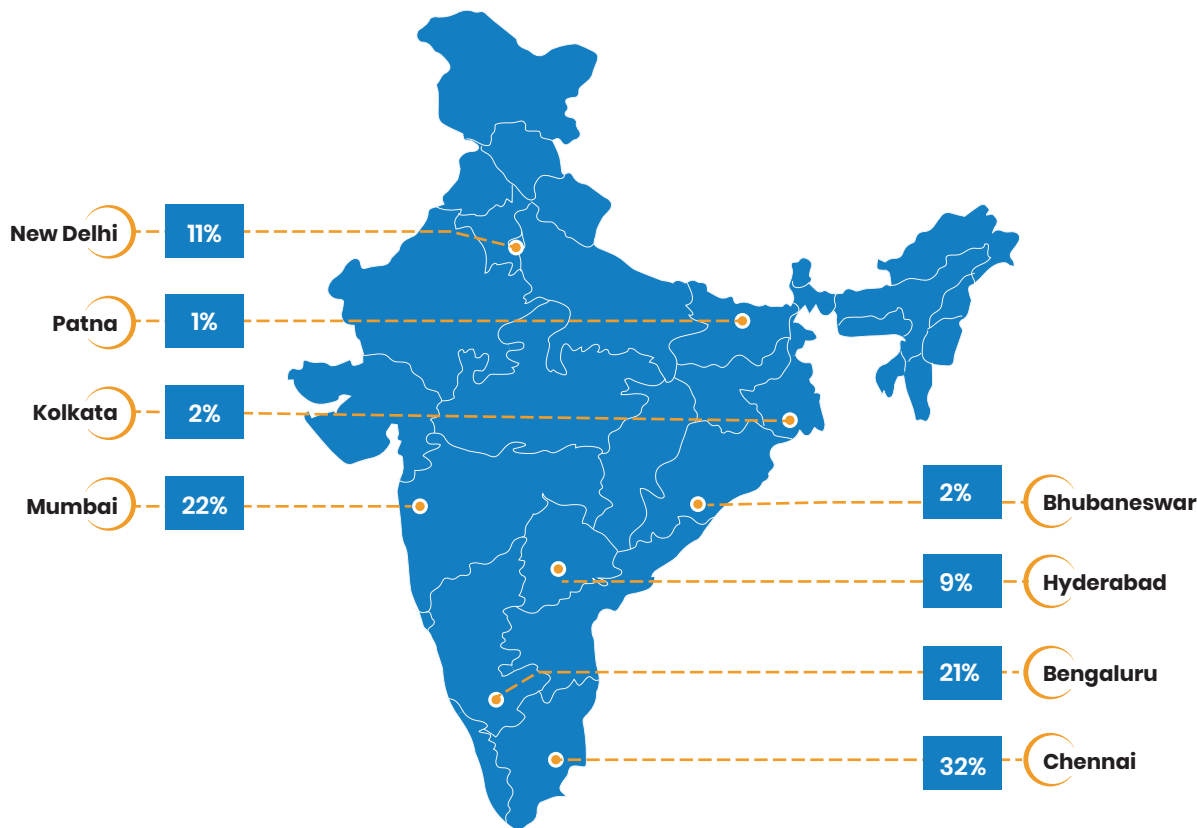 New Delhi 11%
Patna 1%
Kolkata 2%
Mumbai 22%
2% Bhubaneswar
9% Hyderabad
21% Bengaluru
32% Chennai